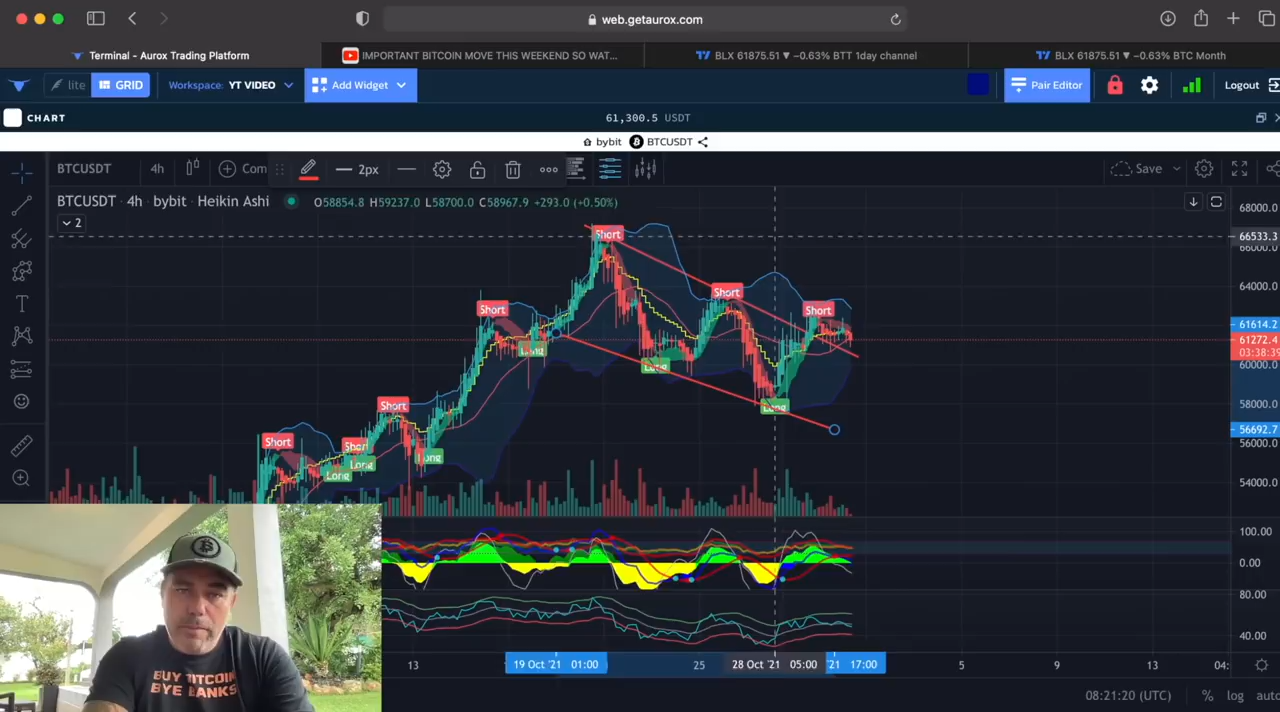 web.getaurox.com
Terminal - Aurox Trading Platform
IMPORTANT BITCOIN MOVE THIS WEEKEND SO WAT...
BLX 61875.51 ▼ −0.63% BTT 1day channel
BLX 61875.51 ▼ −0.63% BTC Month
lite
GRID
Workspace: YT VIDEO
Add Widget
Pair Editor
Logout
CHART
61,300.5 USDT
bybit BTCUSDT
BTCUSDT 4h Com 2px Save
BTCUSDT · 4h · bybit · Heikin Ashi O58854.8 H59237.0 L58700.0 C58967.9 +293.0 (+0.50%)
2
68000.0
66533.3
66000.0
64000.0
61614.2
61272.4
03:38:39
60000.0
58000.0
56692.7
56000.0
54000.0
Short
Short
Short
Short
Short
Short
Short
Long
Long
Long
Long
Long
Long
Long
100.00
0.00
80.00
40.00
13
19 Oct '21 01:00
25
28 Oct '21 05:00
'21 17:00
5
9
13
04:
08:21:20 (UTC) % log auto
BUY BITCOIN
BYE BANKS